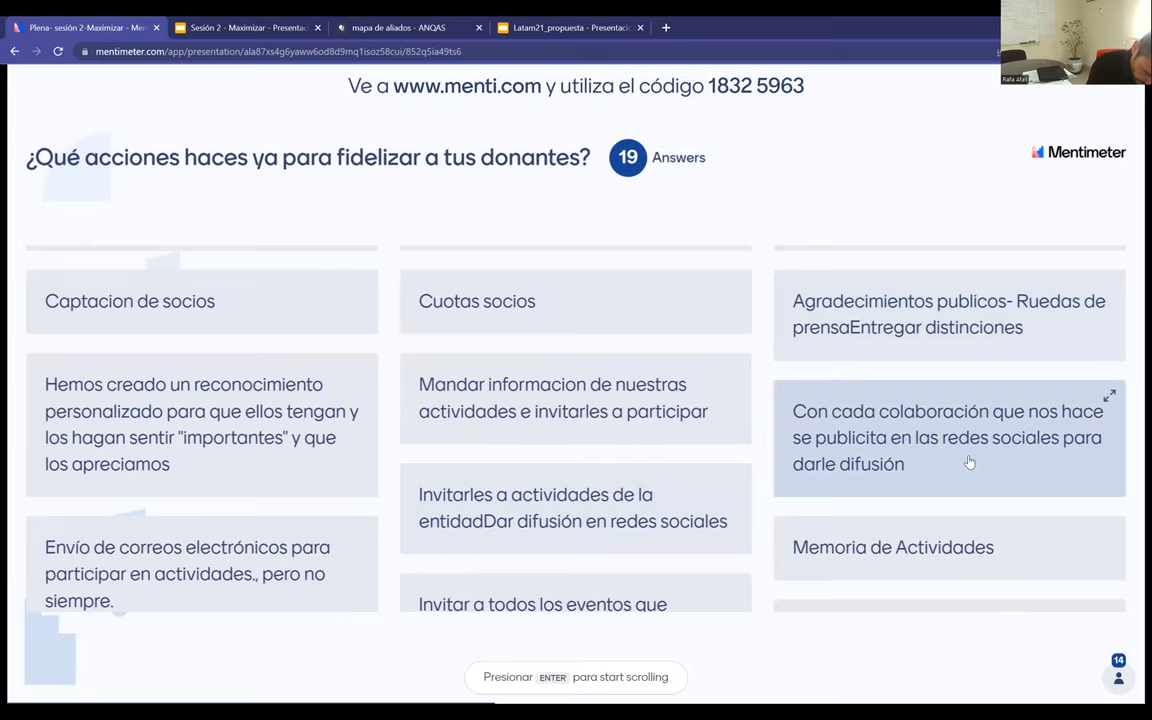 Plena- sesión 2-Maximizar - Men
Sesión 2 - Maximizar - Presentac
mapa de aliados - ANQAS
Latam21_propuesta - Presentació
mentimeter.com/app/presentation/ala87xs4g6yaww6od8d9mq1isoz58cui/852q5ia49ts6
Rafa Afat
Ve a www.menti.com y utiliza el código 1832 5963
¿Qué acciones haces ya para fidelizar a tus donantes?
19 Answers
Mentimeter
Captacion de socios
Hemos creado un reconocimiento
personalizado para que ellos tengan y
los hagan sentir "importantes" y que
los apreciamos
Envío de correos electrónicos para
participar en actividades., pero no
siempre.
Cuotas socios
Mandar informacion de nuestras
actividades e invitarles a participar
Invitarles a actividades de la
entidadDar difusión en redes sociales
Invitar a todos los eventos que
Agradecimientos publicos- Ruedas de
prensaEntregar distinciones
Con cada colaboración que nos hace
se publicita en las redes sociales para
darle difusión
Memoria de Actividades
Presionar ENTER para start scrolling
14